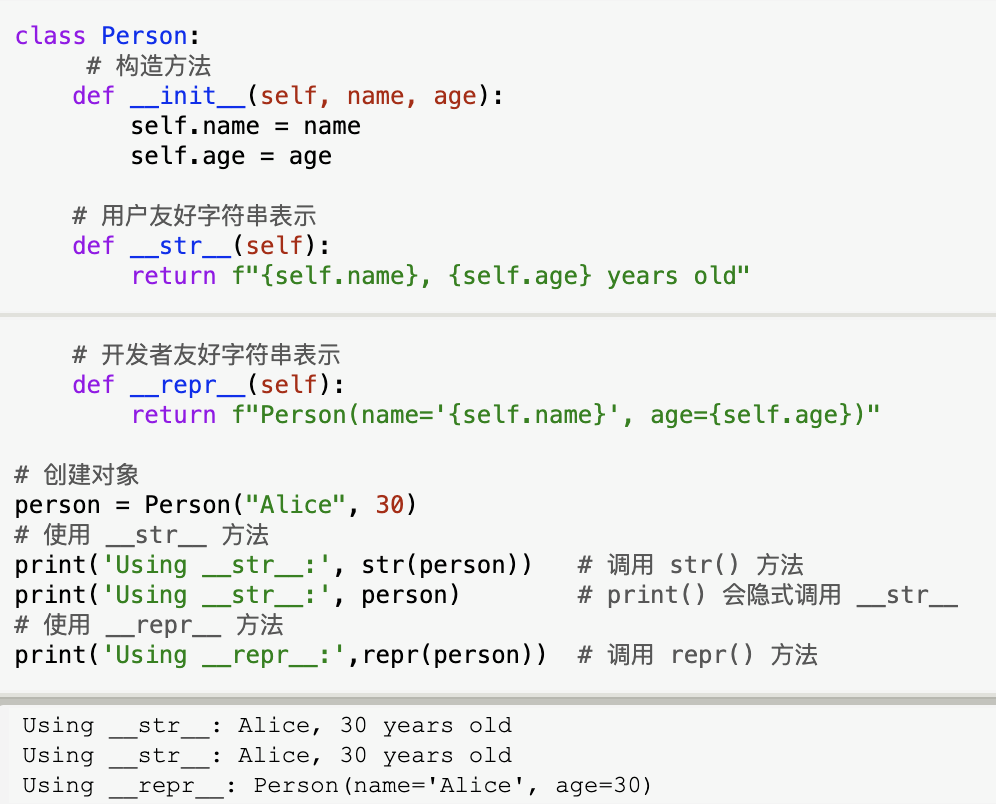 class Person:
     # 构造方法
    def __init__(self, name, age):
        self.name = name
        self.age = age
    # 用户友好字符串表示
    def __str__(self):
        return f"{self.name}, {self.age} years old"
    # 开发者友好字符串表示
    def __repr__(self):
        return f"Person(name='{self.name}', age={self.age})"
# 创建对象
person = Person("Alice", 30)
# 使用 __str__ 方法
print('Using __str__:', str(person))   # 调用 str() 方法
print('Using __str__:', person)        # print() 会隐式调用 __str__
# 使用 __repr__ 方法
print('Using __repr__:',repr(person))  # 调用 repr() 方法
Using __str__: Alice, 30 years old
Using __str__: Alice, 30 years old
Using __repr__: Person(name='Alice', age=30)